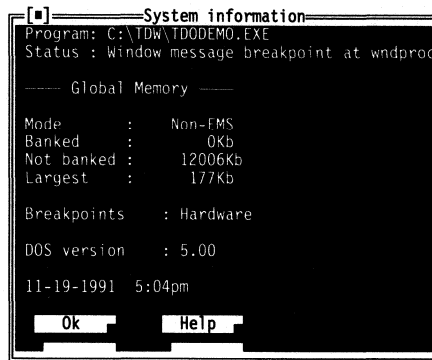 [■] System information
Program: C:\TDW\TDODEMO.EXE
Status : Window message breakpoint at wndproc
Global Memory
Mode : Non-EMS
Banked : 0Kb
Not banked : 12006Kb
Largest : 177Kb
Breakpoints : Hardware
DOS version : 5.00
11-19-1991 5:04pm
Ok Help